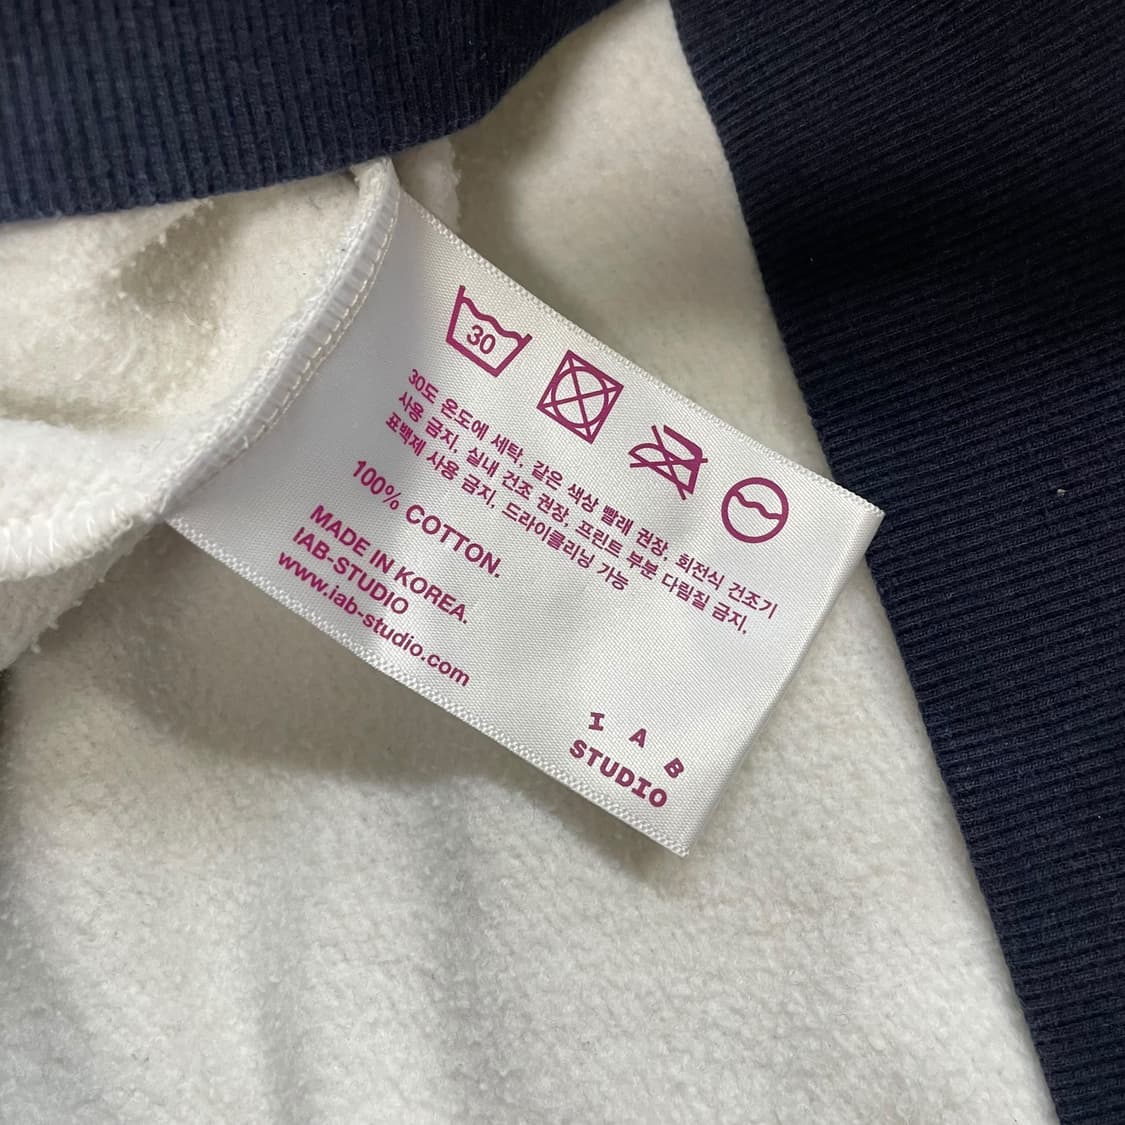 30
30도 온도에 세탁, 같은 색상 빨래 권장, 회전식 건조기
사용 금지, 실내 건조 권장, 프린트 부분 다림질 금지,
표백제 사용 금지, 드라이클리닝 가능
100% COTTON.
MADE IN KOREA.
IAB-STUDIO
www.iab-studio.com
I A B
STUDIO